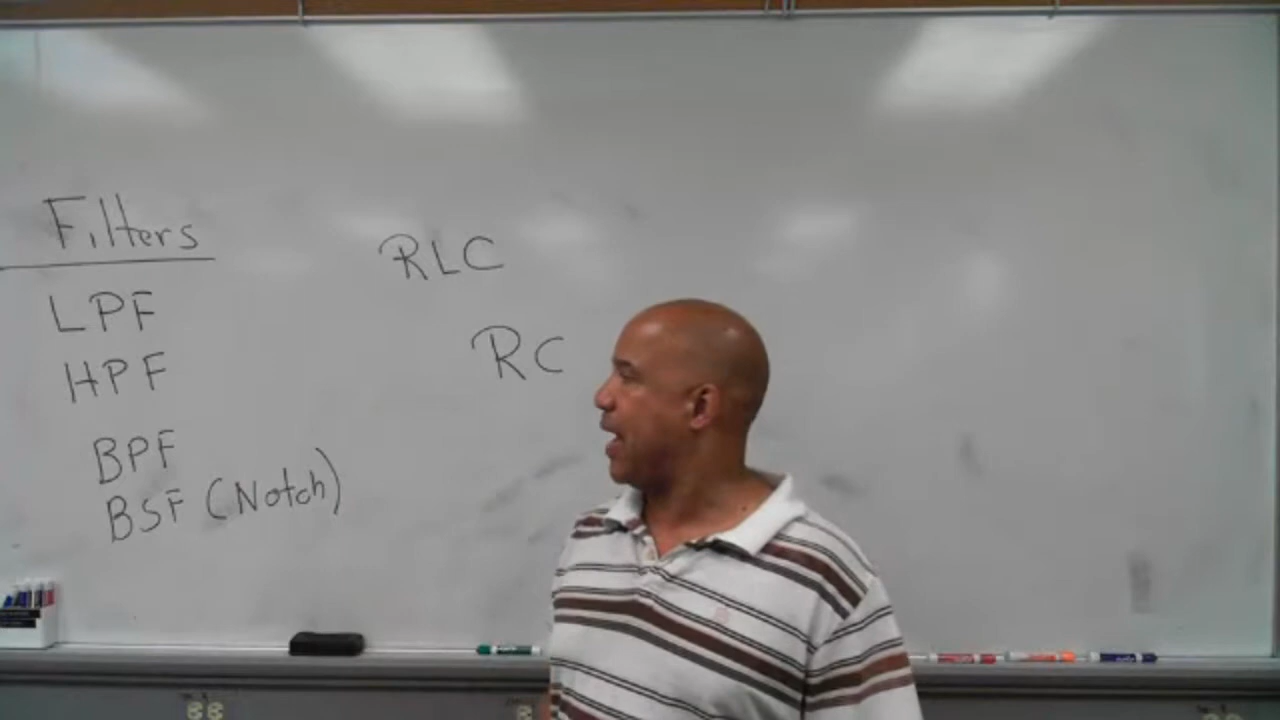 Filters
LPF
HPF
BPF
BSF (Notch)
RLC
RC